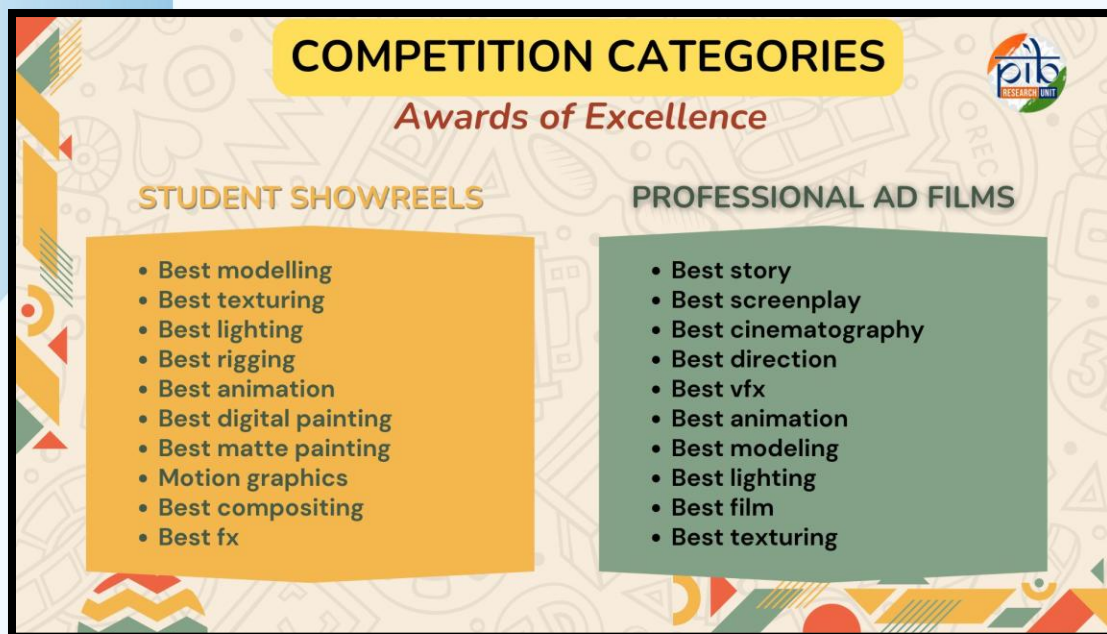 COMPETITION CATEGORIES
Awards of Excellence
pib
RESEARCH UNIT
STUDENT SHOWREELS
• Best modelling
• Best texturing
• Best lighting
• Best rigging
• Best animation
• Best digital painting
• Best matte painting
• Motion graphics
• Best compositing
• Best fx
PROFESSIONAL AD FILMS
• Best story
• Best screenplay
• Best cinematography
• Best direction
• Best vfx
• Best animation
• Best modeling
• Best lighting
• Best film
• Best texturing
REC